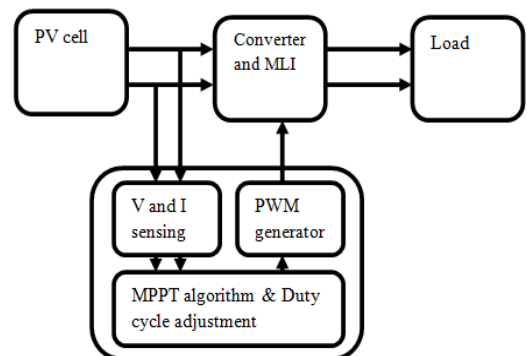 PV cell
Converter
and MLI
Load
V and I
sensing
PWM
generator
MPPT algorithm & Duty
cycle adjustment